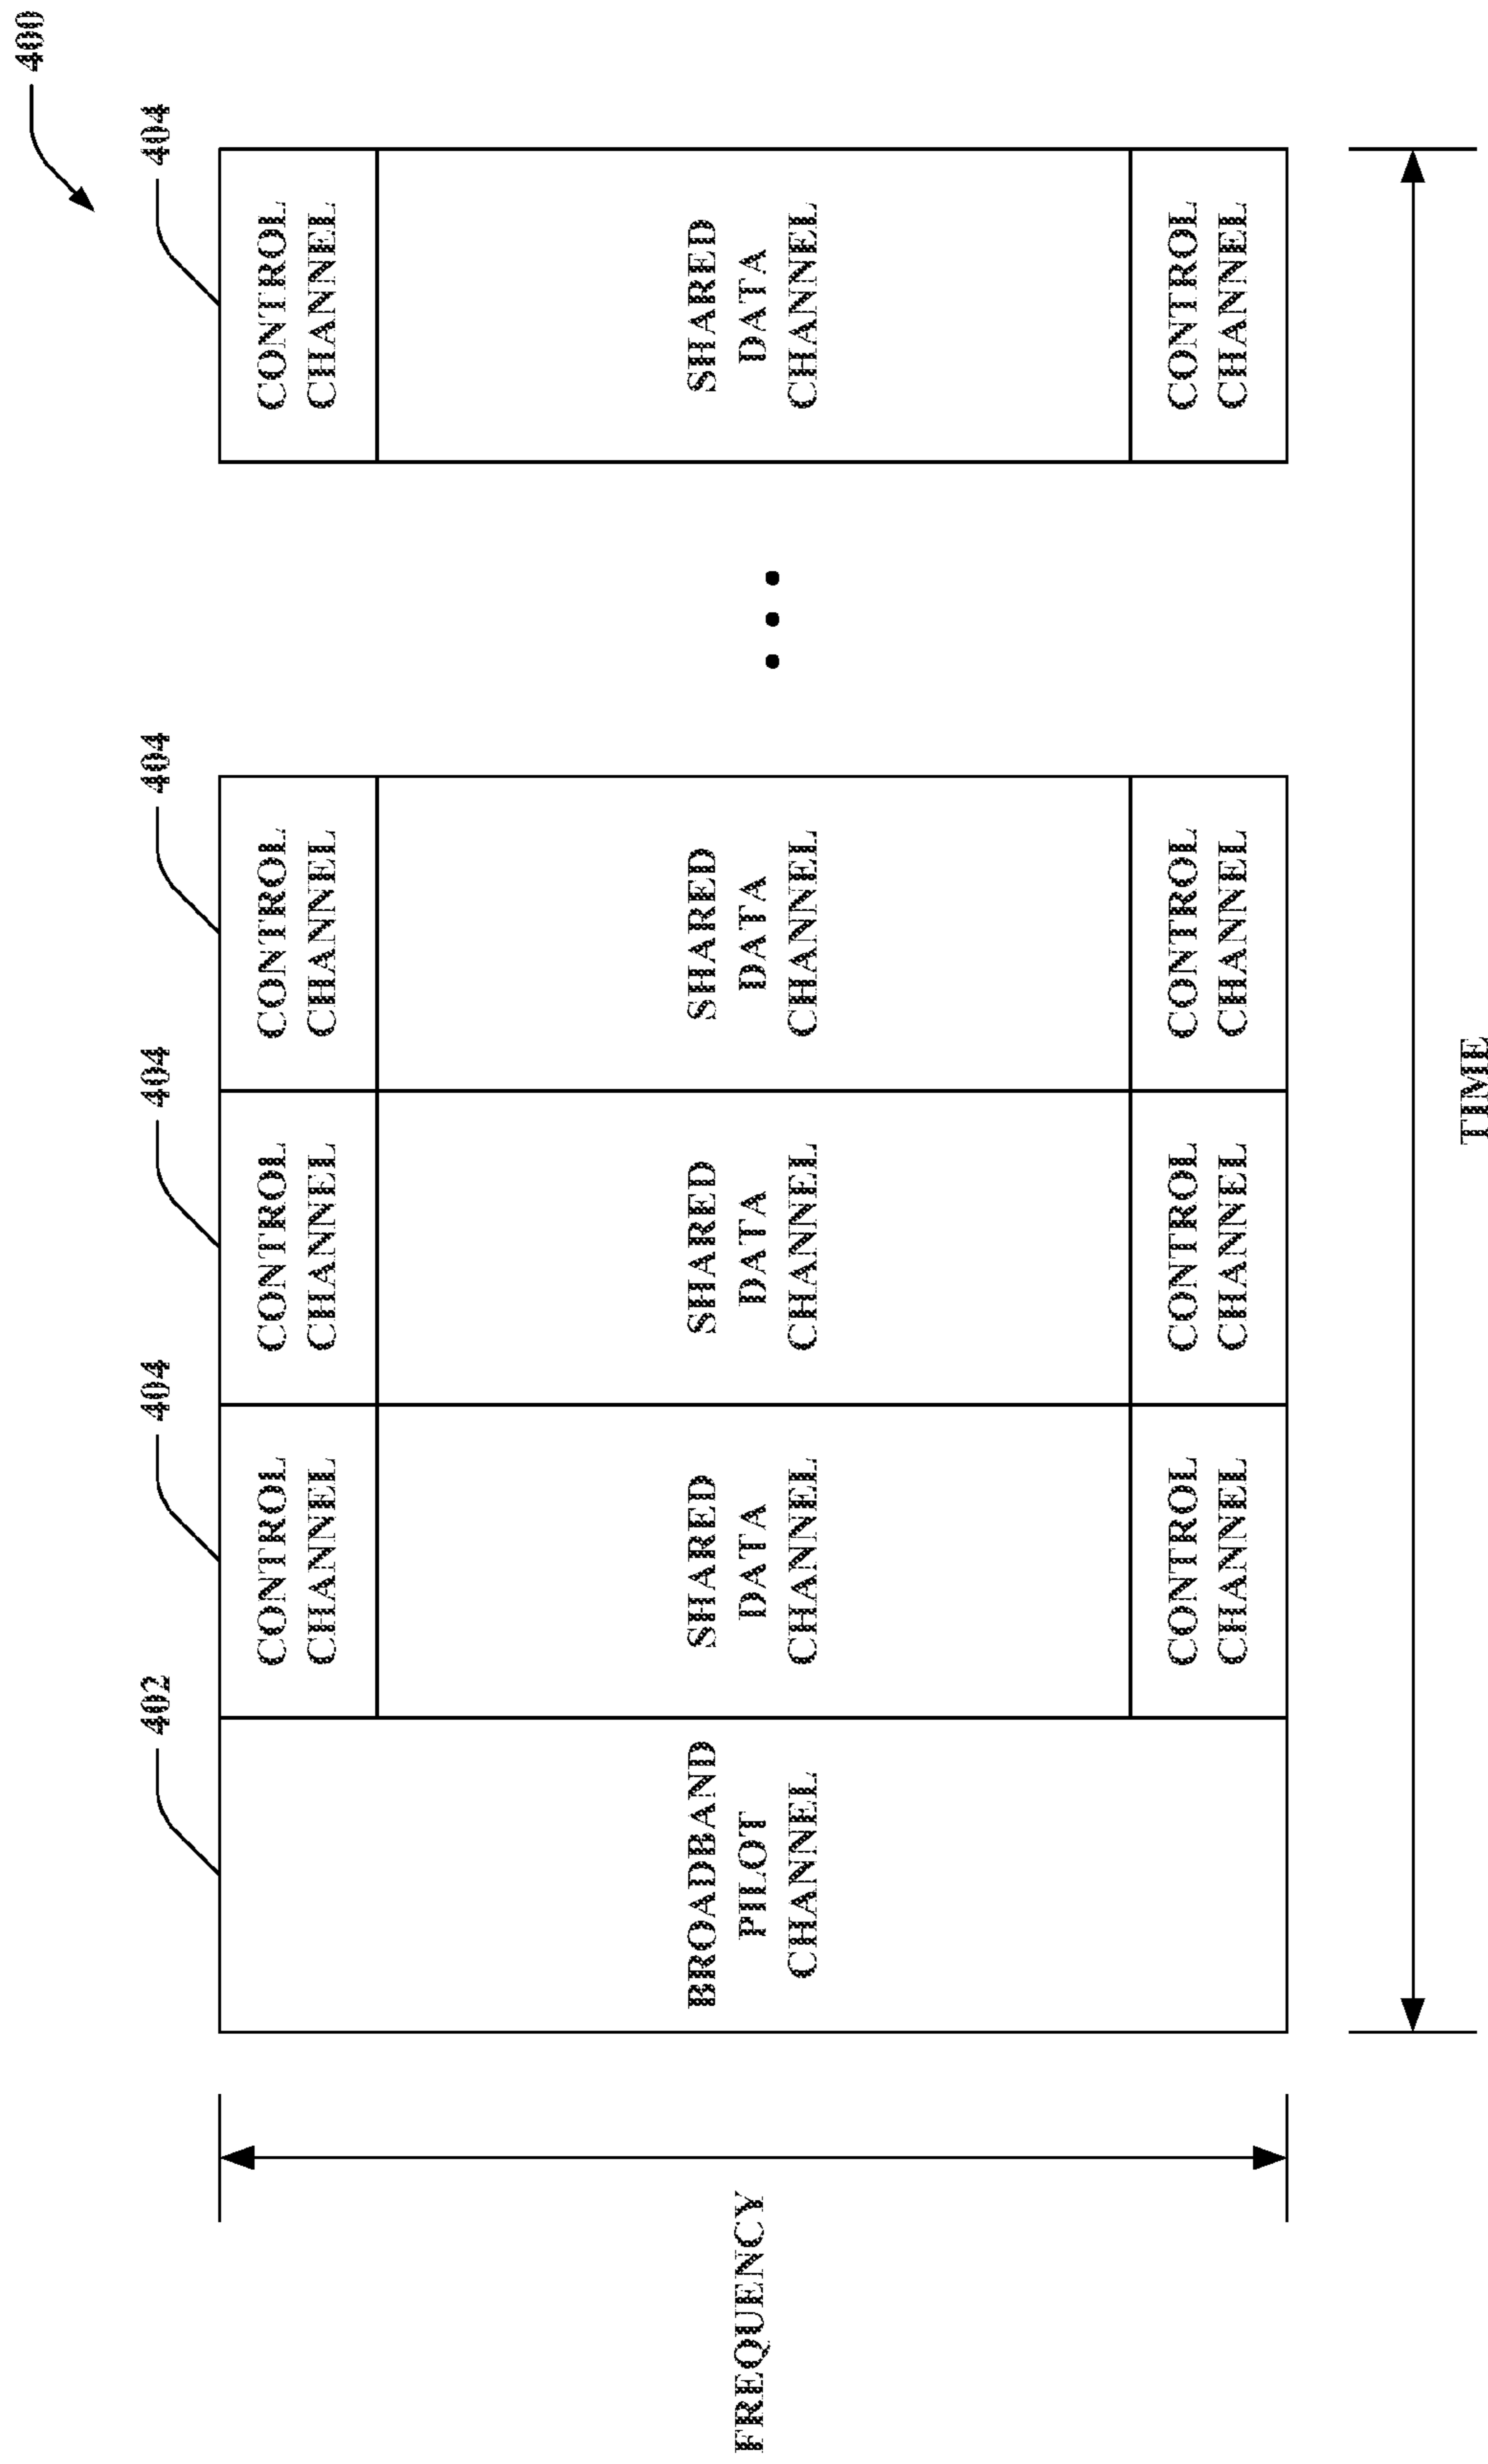 400
402
404
404
404
404
CONTROL
CHANNEL
CONTROL
CHANNEL
CONTROL
CHANNEL
CONTROL
CHANNEL
FREQUENCY
BROADBAND
PILOT
CHANNEL
SHARED
DATA
CHANNEL
SHARED
DATA
CHANNEL
SHARED
DATA
CHANNEL
SHARED
DATA
CHANNEL
CONTROL
CHANNEL
CONTROL
CHANNEL
CONTROL
CHANNEL
CONTROL
CHANNEL
TIME